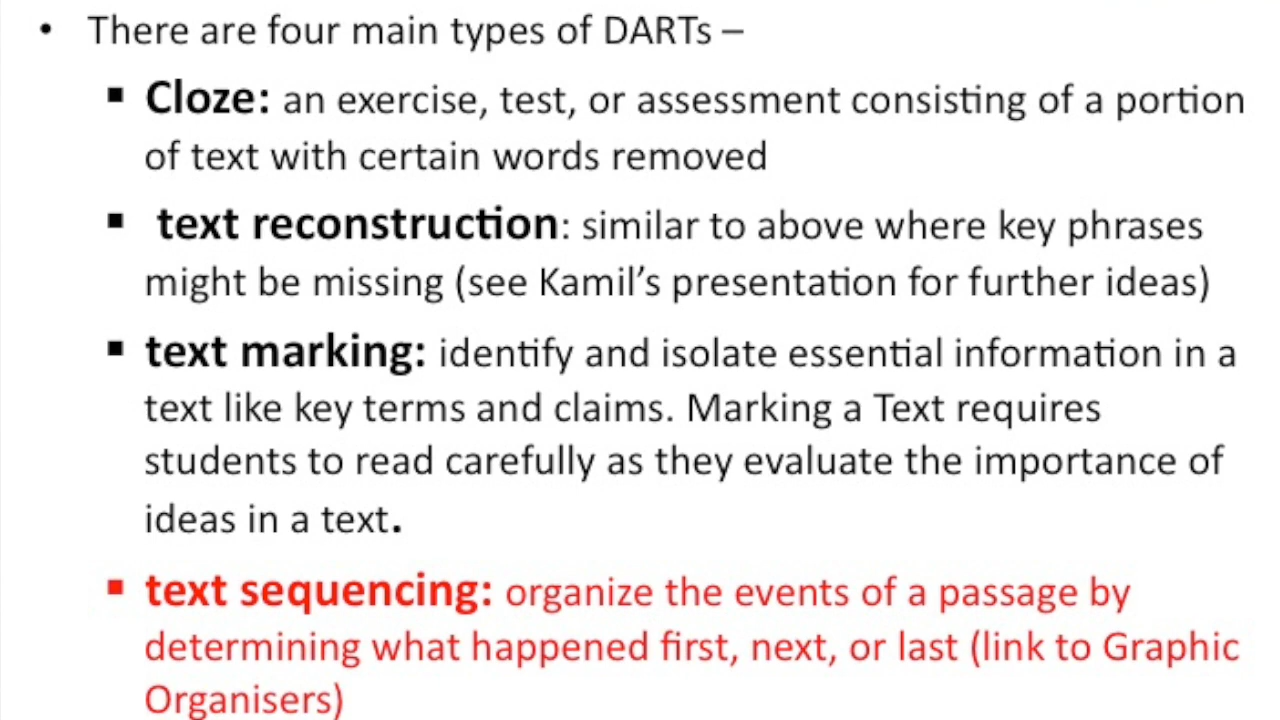 • There are four main types of DARTs –
▪ Cloze: an exercise, test, or assessment consisting of a portion
of text with certain words removed
▪ text reconstruction: similar to above where key phrases
might be missing (see Kamil’s presentation for further ideas)
▪ text marking: identify and isolate essential information in a
text like key terms and claims. Marking a Text requires
students to read carefully as they evaluate the importance of
ideas in a text.
▪ text sequencing: organize the events of a passage by
determining what happened first, next, or last (link to Graphic
Organisers)